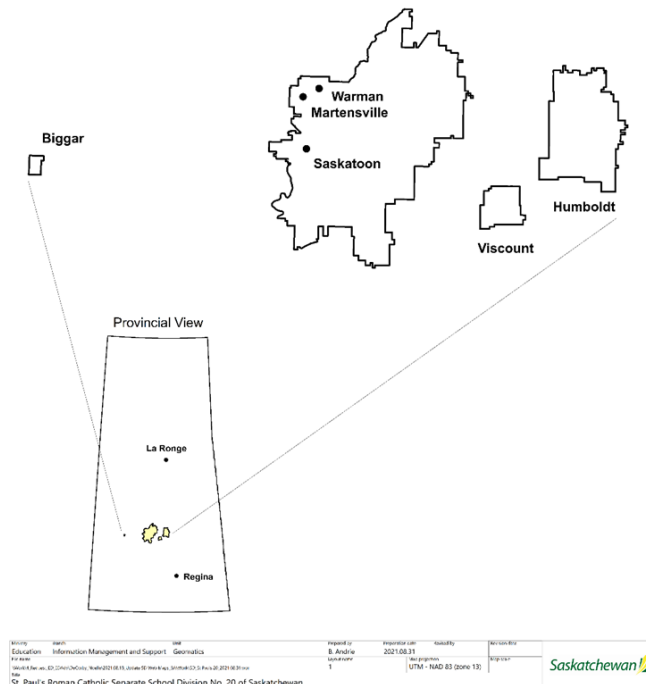 Warman
Martensville
Biggar
Saskatoon
Humboldt
Viscount
Provincial View
La Ronge
Regina
Education Information Management and Support Geomatics B. Andrie 2021.08.31
1 UTM - NAD 83 (zone 13)
Saskatchewan
St. Paul's Roman Catholic Separate School Division No. 20 of Saskatchewan